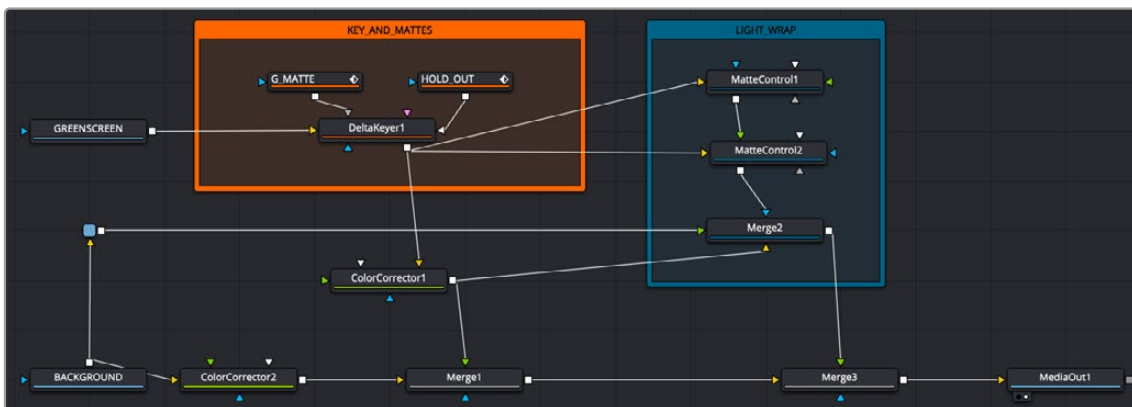 KEY_AND_MATTES
LIGHT_WRAP
G_MATTE
HOLD_OUT
MatteControl1
GREENSCREEN
DeltaKeyer1
MatteControl2
Merge2
ColorCorrector1
BACKGROUND
ColorCorrector2
Merge1
Merge3
MediaOut1